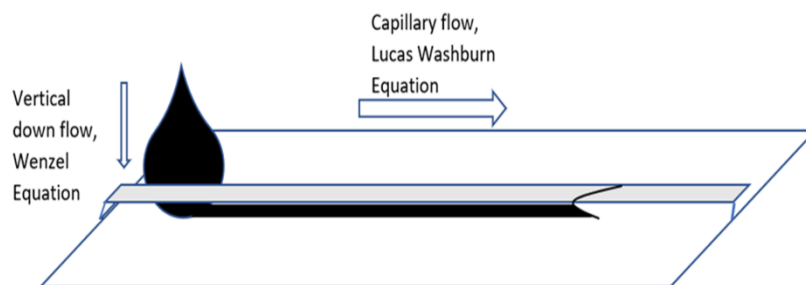 Capillary flow,
Lucas Washburn
Equation
Vertical
down flow,
Wenzel
Equation